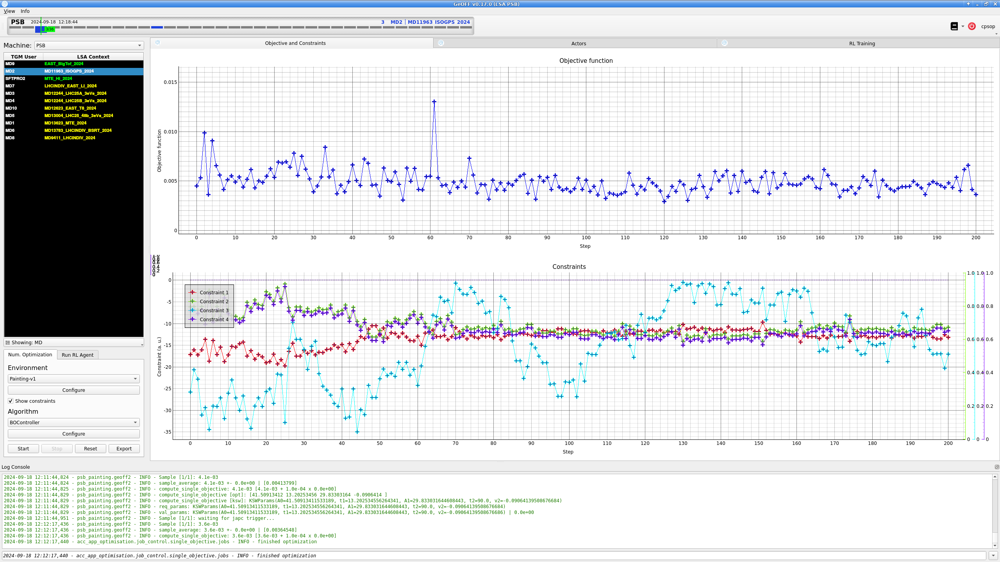 GeOFF v0.17.0 (LSA PSB)
View Info
PSB 2024-09-18 12:18:44 3 MD2 | MD11963 ISOGPS 2024
3/36
cpsop
Machine: PSB
TGM User LSA Context
MD9 EAST_BigTof_2024
MD2 MD11963_ISOGPS_2024
SFTPRO2 MTE_Hi_2024
MD7 LHCINDIV_EAST_LI_2024
MD3 MD12244_LHC25A_3eVs_2024
MD4 MD12244_LHC25B_3eVs_2024
MD10 MD12623_EAST_T8_2024
MD5 MD13004_LHC25_48b_3eVs_2024
MD1 MD13623_MTE_2024
MD6 MD13783_LHCINDIV_BSRT_2024
MD8 MD9411_LHCINDIV_2024
Showing: MD
Num. Optimization Run RL Agent
Environment
Painting-v1
Configure
Show constraints
Algorithm
BOController
Configure
Start Stop Reset Export
Objective and Constraints Actors RL Training
Objective function
Objective function
0.015
0.010
0.005
0
0 10 20 30 40 50 60 70 80 90 100 110 120 130 140 150 160 170 180 190 200
Step
1.0
0.8
0.6
0.4
0.2
0
Constraints
Constraint (a. u.)
0
-5
-10
-15
-20
-25
-30
-35
Constraint 1
Constraint 2
Constraint 3
Constraint 4
1.0 1.0 1.0
0.8 0.8 0.8
0.6 0.6 0.6
0.4 0.4 0.4
0.2 0.2 0.2
0 0 0
0 10 20 30 40 50 60 70 80 90 100 110 120 130 140 150 160 170 180 190 200
Step
Log Console
2024-09-18 12:11:44,824 - psb_painting.geoff2 - INFO - Sample [1/1]: 4.1e-03
2024-09-18 12:11:44,824 - psb_painting.geoff2 - INFO - sample_average: 4.1e-03 +- 0.0e+00 | [0.00413799]
2024-09-18 12:11:44,825 - psb_painting.geoff2 - INFO - compute_single_objective: 4.1e-03 [4.1e-03 + 1.0e-04 x 0.0e+00]
2024-09-18 12:11:44,829 - psb_painting.geoff2 - INFO - compute_single_objective [opt]: [41.50913412 13.20253456 29.83303164 -0.0906414 ]
2024-09-18 12:11:44,829 - psb_painting.geoff2 - INFO - compute_single_objective [ksw]: KSWParams(A0=41.50913411533189, t1=13.202534556264341, A1=29.833031644608443, t2=90.0, v2=-0.09064139508676684)
2024-09-18 12:11:44,829 - psb_painting.geoff2 - INFO - req_params: KSWParams(A0=41.50913411533189, t1=13.202534556264341, A1=29.833031644608443, t2=90.0, v2=-0.09064139508676684)
2024-09-18 12:11:44,829 - psb_painting.geoff2 - INFO - val_params: KSWParams(A0=41.50913411533189, t1=13.202534556264341, A1=29.833031644608443, t2=90.0, v2=-0.09064139508676686) | 0.0e+00
2024-09-18 12:11:44,951 - psb_painting.geoff2 - INFO - Sample [1/1]: waiting for japc trigger...
2024-09-18 12:12:17,436 - psb_painting.geoff2 - INFO - Sample [1/1]: 3.6e-03
2024-09-18 12:12:17,436 - psb_painting.geoff2 - INFO - sample_average: 3.6e-03 +- 0.0e+00 | [0.00364548]
2024-09-18 12:12:17,436 - psb_painting.geoff2 - INFO - compute_single_objective: 3.6e-03 [3.6e-03 + 1.0e-04 x 0.0e+00]
2024-09-18 12:12:17,440 - acc_app_optimisation.job_control.single_objective.jobs - INFO - finished optimization
2024-09-18 12:12:17,440 - acc_app_optimisation.job_control.single_objective.jobs - INFO - finished optimization